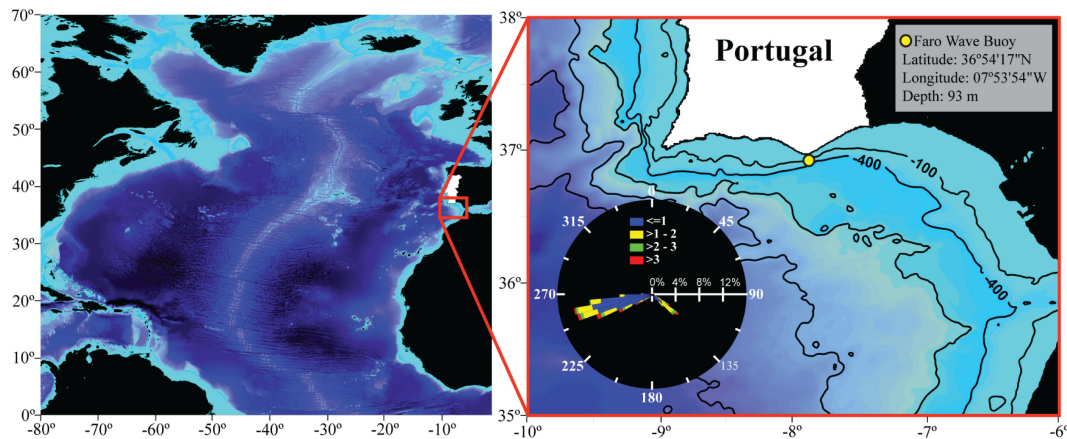 70º
60º
50º
40º
30º
20º
10º
0º
-80º -70º -60º -50º -40º -30º -20º -10º
38º
37º
36º
35º
-10º -9º -8º -7º -6º
Portugal
Faro Wave Buoy
Latitude: 36º54'17"N
Longitude: 07º53'54"W
Depth: 93 m
-100
-400
-400
0
45
90
135
180
225
270
315
<=1
>1 - 2
>2 - 3
>3
0% 4% 8% 12%